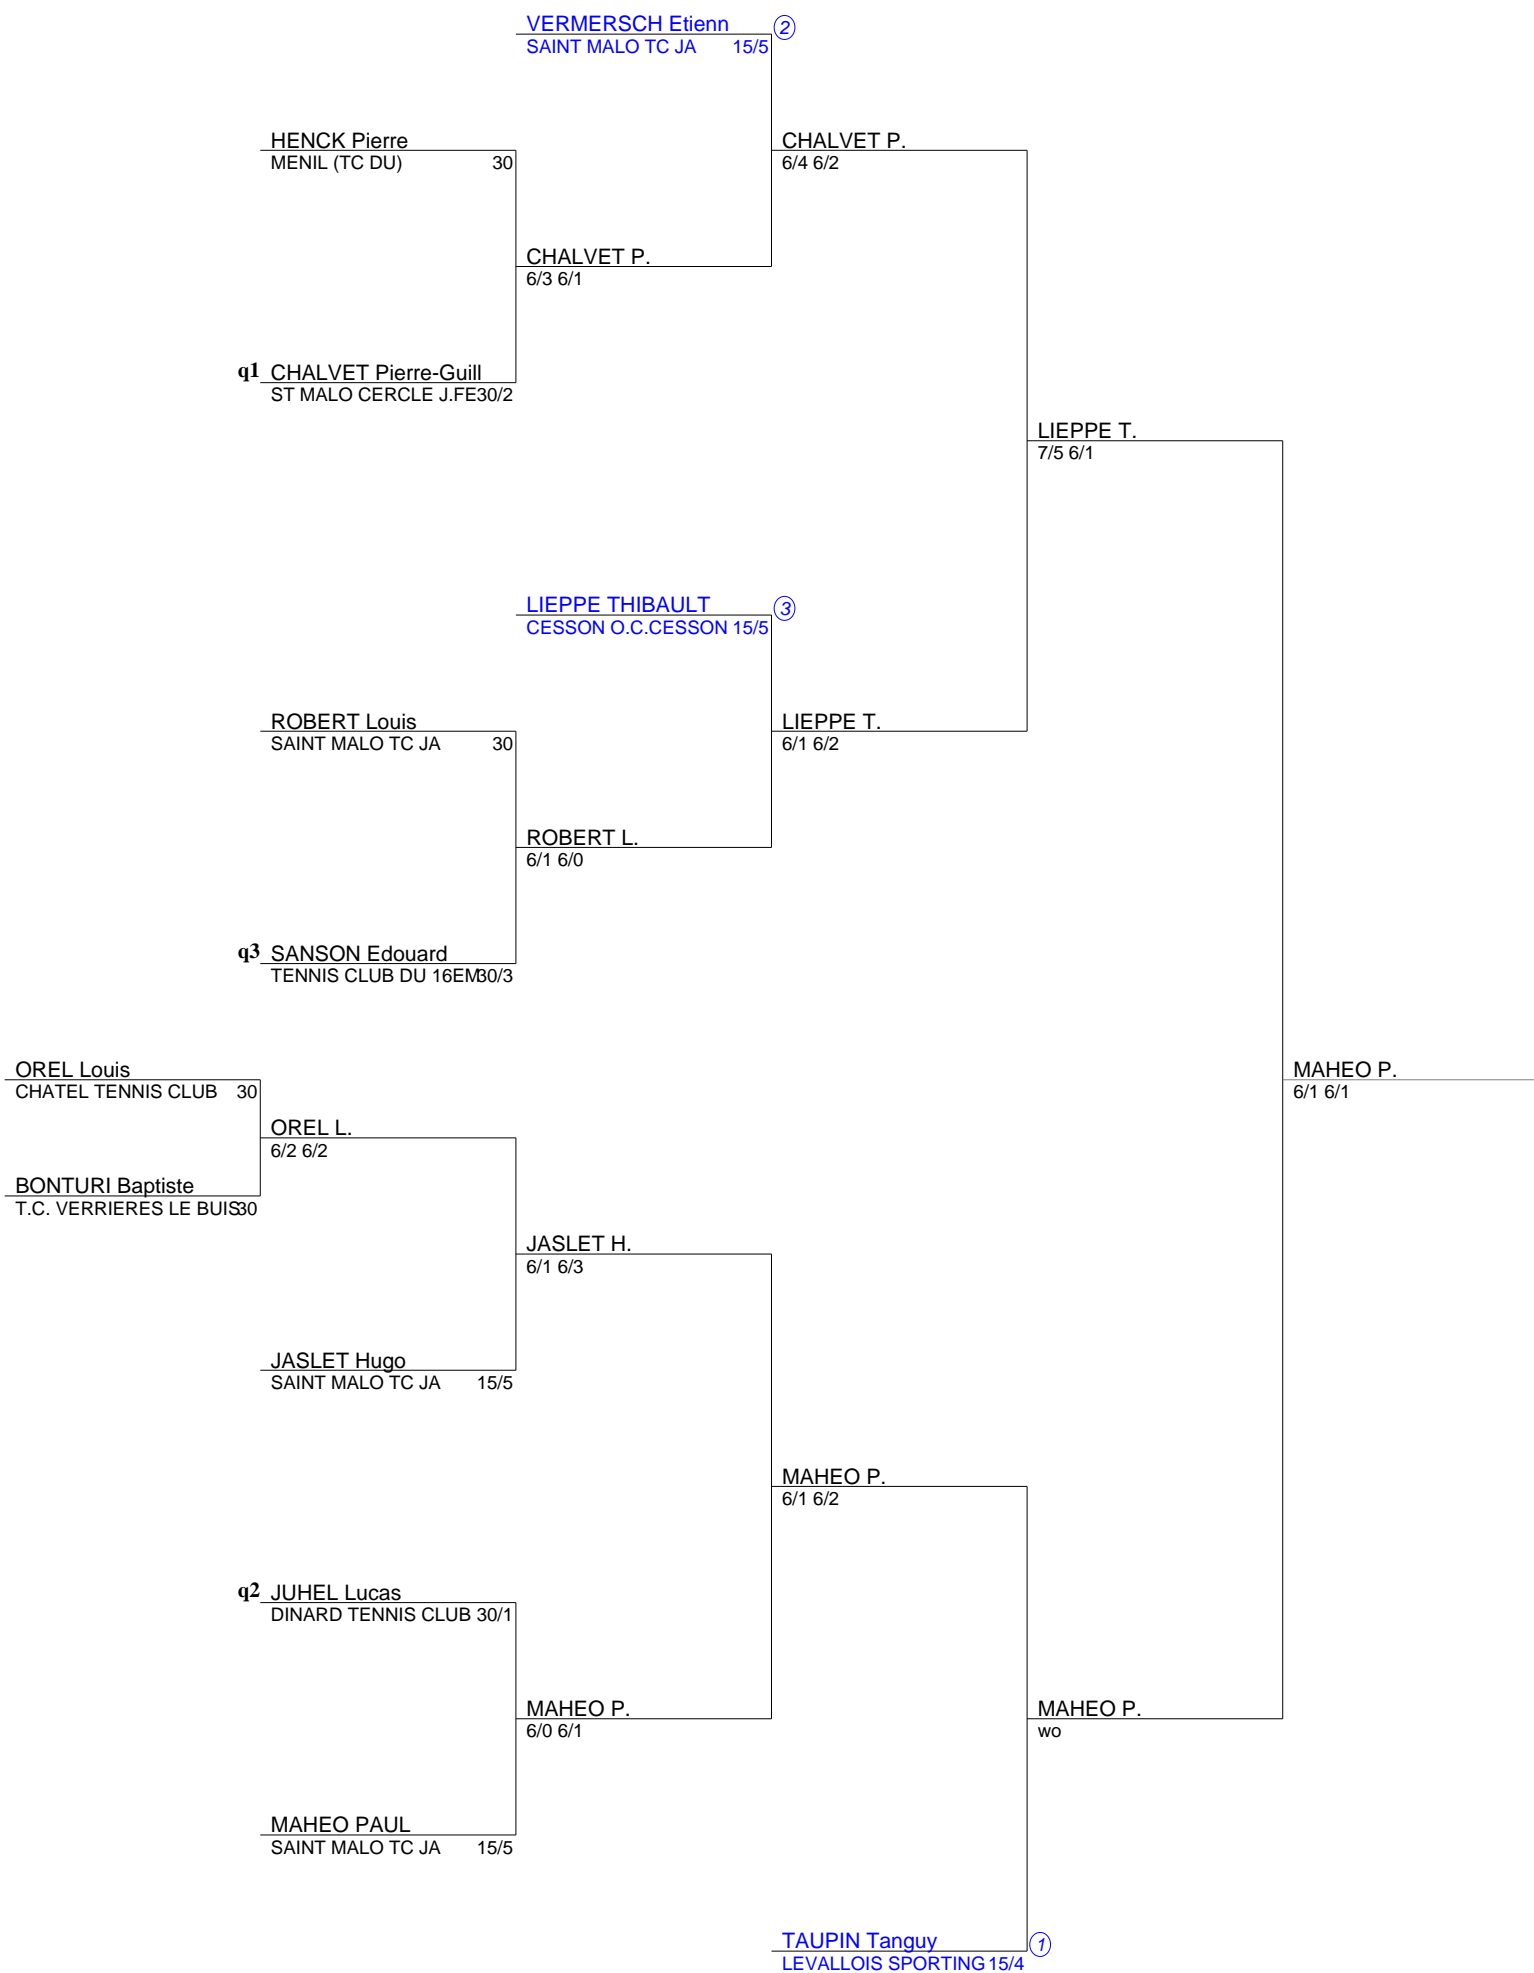 VERMERSCH Etienn 2
SAINT MALO TC JA 15/5
HENCK Pierre
MENIL (TC DU) 30
CHALVET P.
6/4 6/2
CHALVET P.
6/3 6/1
q1 CHALVET Pierre-Guill
ST MALO CERCLE J.FE30/2
LIEPPE T.
7/5 6/1
LIEPPE THIBAULT 3
CESSON O.C.CESSON 15/5
ROBERT Louis
SAINT MALO TC JA 30
LIEPPE T.
6/1 6/2
ROBERT L.
6/1 6/0
q3 SANSON Edouard
TENNIS CLUB DU 16EM30/3
OREL Louis
CHATEL TENNIS CLUB 30
MAHEO P.
6/1 6/1
OREL L.
6/2 6/2
BONTURI Baptiste
T.C. VERRIERES LE BUIS30
JASLET H.
6/1 6/3
JASLET Hugo
SAINT MALO TC JA 15/5
MAHEO P.
6/1 6/2
q2 JUHEL Lucas
DINARD TENNIS CLUB 30/1
MAHEO P.
6/0 6/1
MAHEO P.
wo
MAHEO PAUL
SAINT MALO TC JA 15/5
TAUPIN Tanguy 1
LEVALLOIS SPORTING 15/4